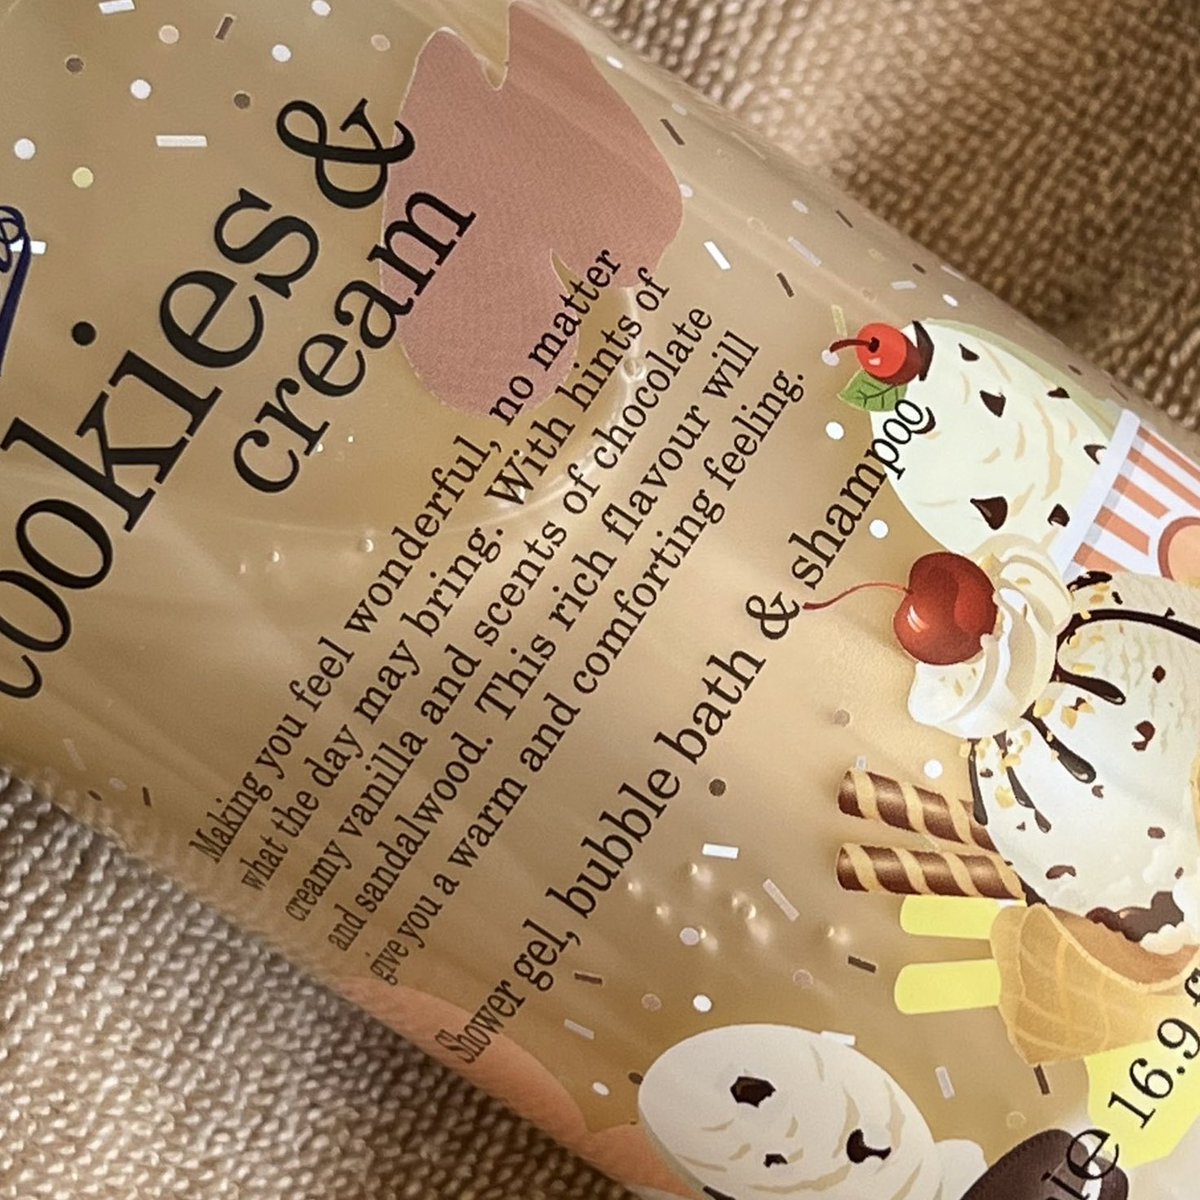 cookies &
cream
Making you feel wonderful, no matter
what the day may bring. With hints of
creamy vanilla and scents of chocolate
and sandalwood. This rich flavour will
give you a warm and comforting feeling.
Shower gel, bubble bath & shampoo
16.9